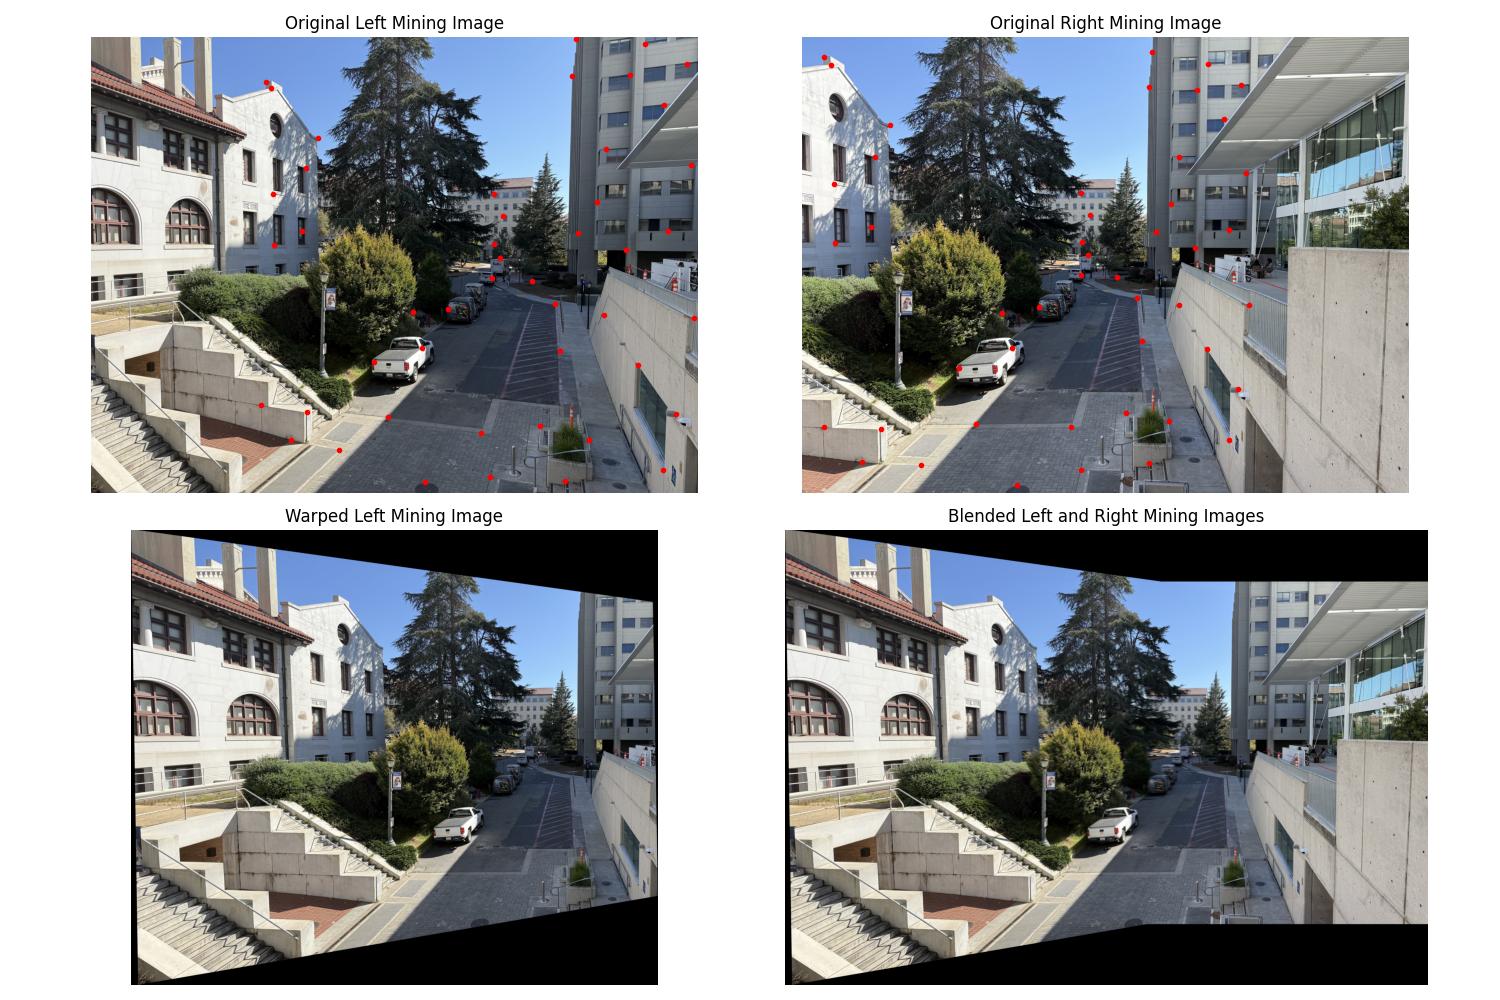 Original Left Mining Image
Original Right Mining Image
Warped Left Mining Image
Blended Left and Right Mining Images